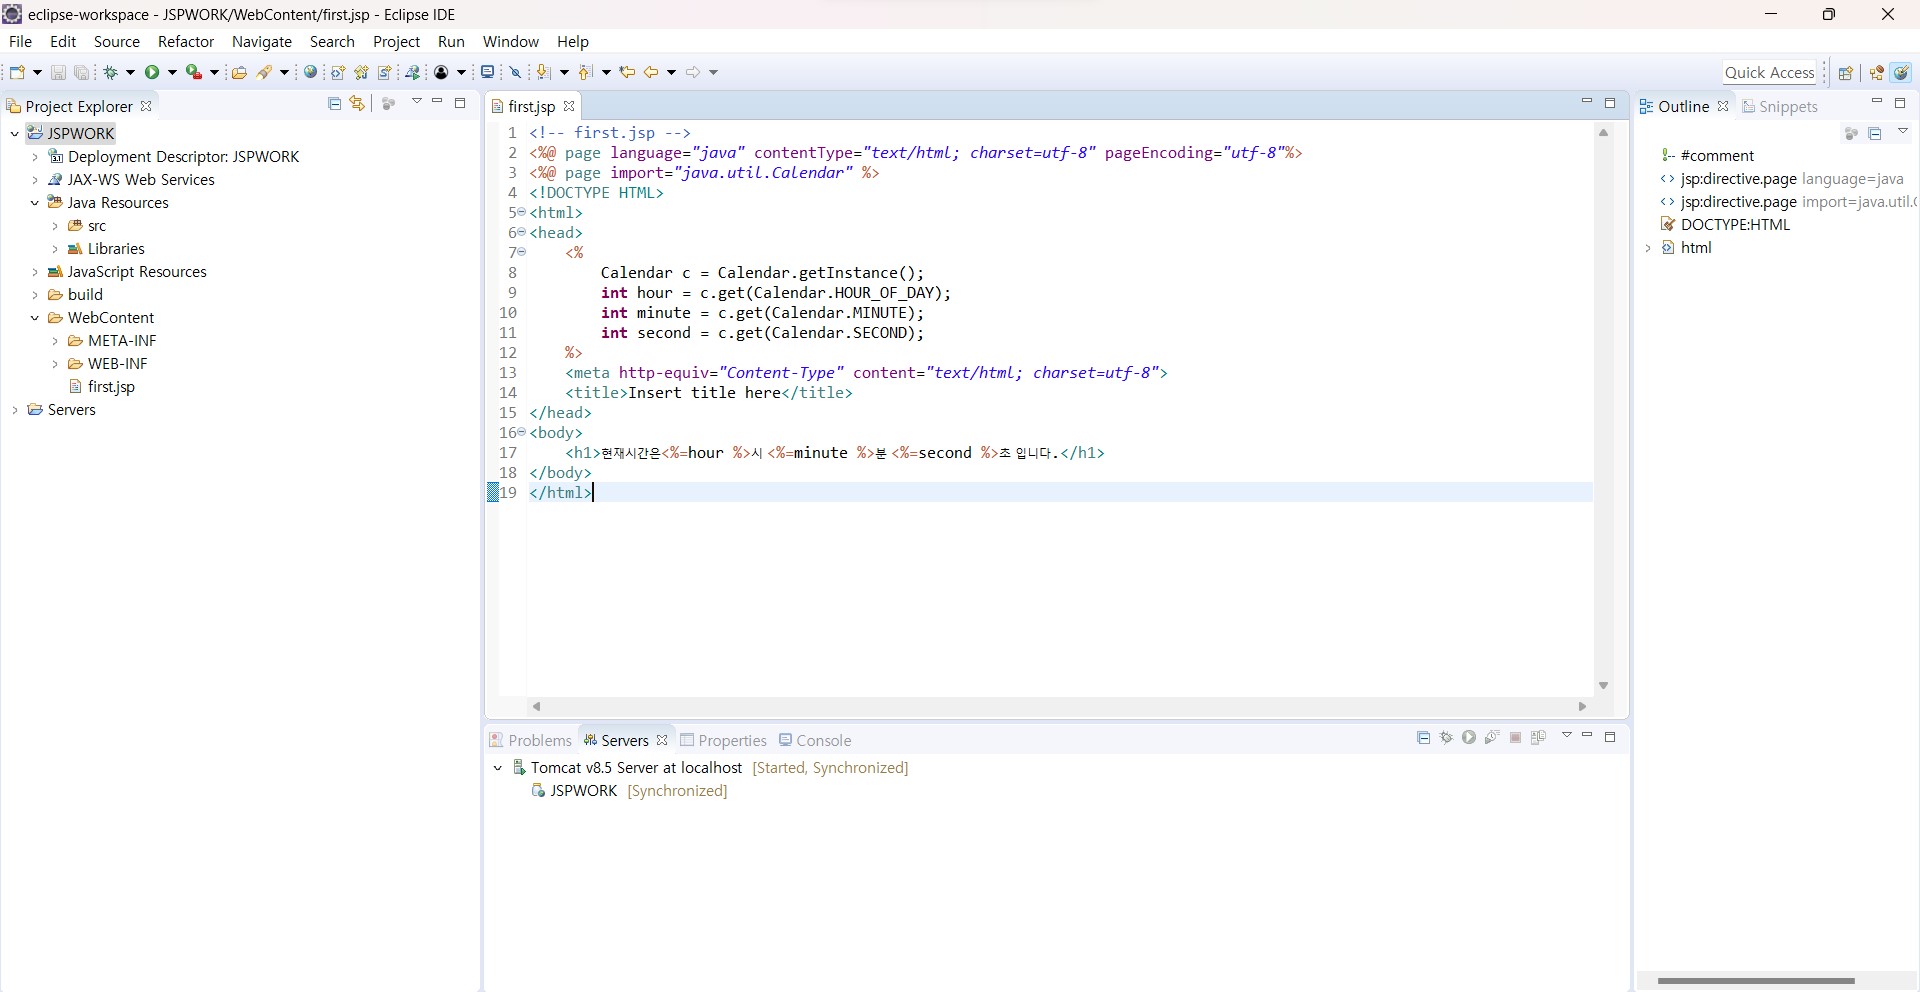 eclipse-workspace - JSPWORK/WebContent/first.jsp - Eclipse IDE
File Edit Source Refactor Navigate Search Project Run Window Help
Quick Access
Project Explorer
JSPWORK
Deployment Descriptor: JSPWORK
JAX-WS Web Services
Java Resources
src
Libraries
JavaScript Resources
build
WebContent
META-INF
WEB-INF
first.jsp
Servers
first.jsp
1 <!-- first.jsp -->
2 <%@ page language="java" contentType="text/html; charset=utf-8" pageEncoding="utf-8"%>
3 <%@ page import="java.util.Calendar" %>
4 <!DOCTYPE HTML>
5 <html>
6 <head>
7 <%
8 Calendar c = Calendar.getInstance();
9 int hour = c.get(Calendar.HOUR_OF_DAY);
10 int minute = c.get(Calendar.MINUTE);
11 int second = c.get(Calendar.SECOND);
12 %>
13 <meta http-equiv="Content-Type" content="text/html; charset=utf-8">
14 <title>Insert title here</title>
15 </head>
16 <body>
17 <h1>현재시간은<%=hour %>시 <%=minute %>분 <%=second %>초 입니다.</h1>
18 </body>
19 </html>
Problems Servers Properties Console
Tomcat v8.5 Server at localhost [Started, Synchronized]
JSPWORK [Synchronized]
Outline Snippets
#comment
jsp:directive.page language=java
jsp:directive.page import=java.util.
DOCTYPE:HTML
html